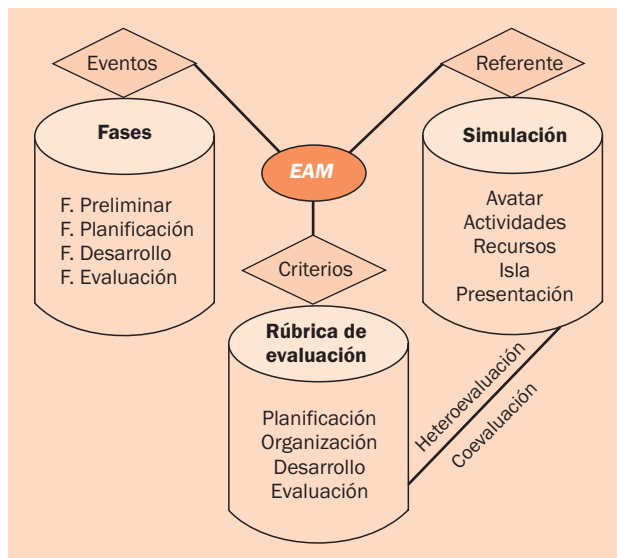 Eventos
Referente
Fases
F. Preliminar
F. Planificación
F. Desarrollo
F. Evaluación
EAM
Simulación
Avatar
Actividades
Recursos
Isla
Presentación
Criterios
Rúbrica de
evaluación
Planificación
Organización
Desarrollo
Evaluación
Heteroevaluación
Coevaluación